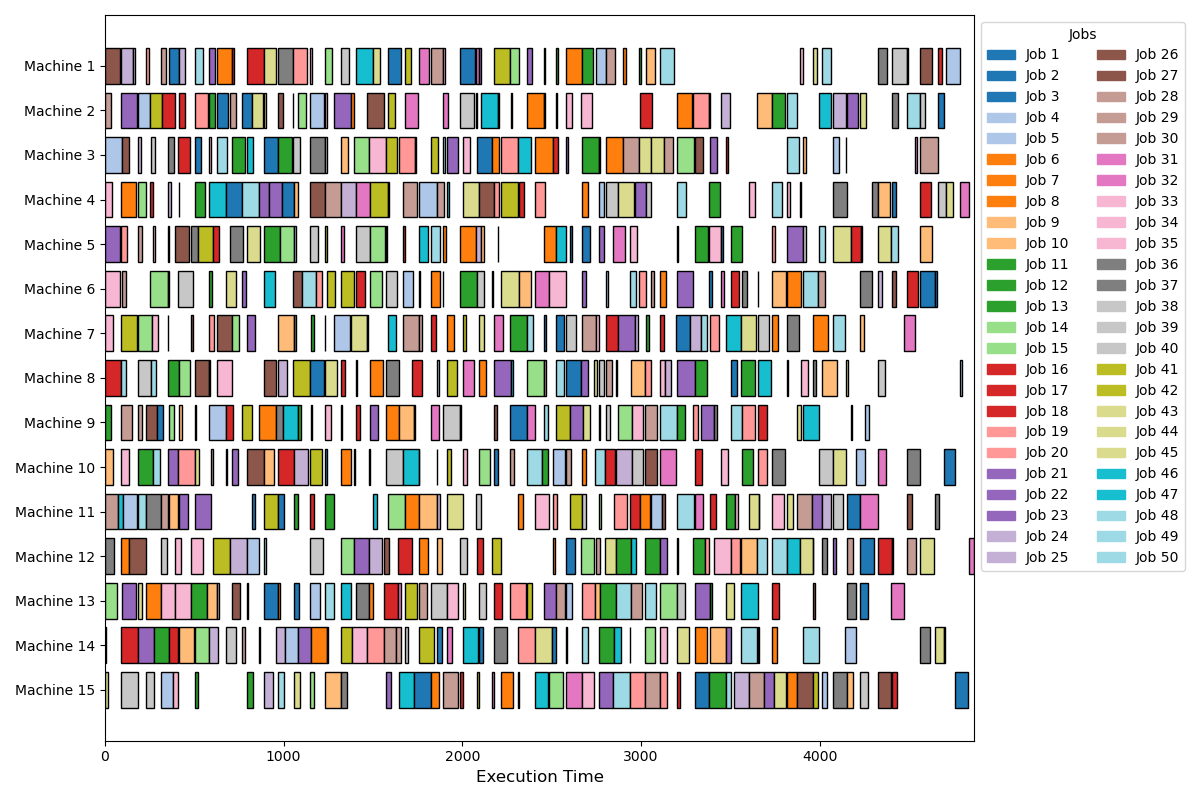 Machine 1
Machine 2
Machine 3
Machine 4
Machine 5
Machine 6
Machine 7
Machine 8
Machine 9
Machine 10
Machine 11
Machine 12
Machine 13
Machine 14
Machine 15
0 1000 2000 3000 4000
Execution Time
Jobs
Job 1
Job 2
Job 3
Job 4
Job 5
Job 6
Job 7
Job 8
Job 9
Job 10
Job 11
Job 12
Job 13
Job 14
Job 15
Job 16
Job 17
Job 18
Job 19
Job 20
Job 21
Job 22
Job 23
Job 24
Job 25
Job 26
Job 27
Job 28
Job 29
Job 30
Job 31
Job 32
Job 33
Job 34
Job 35
Job 36
Job 37
Job 38
Job 39
Job 40
Job 41
Job 42
Job 43
Job 44
Job 45
Job 46
Job 47
Job 48
Job 49
Job 50